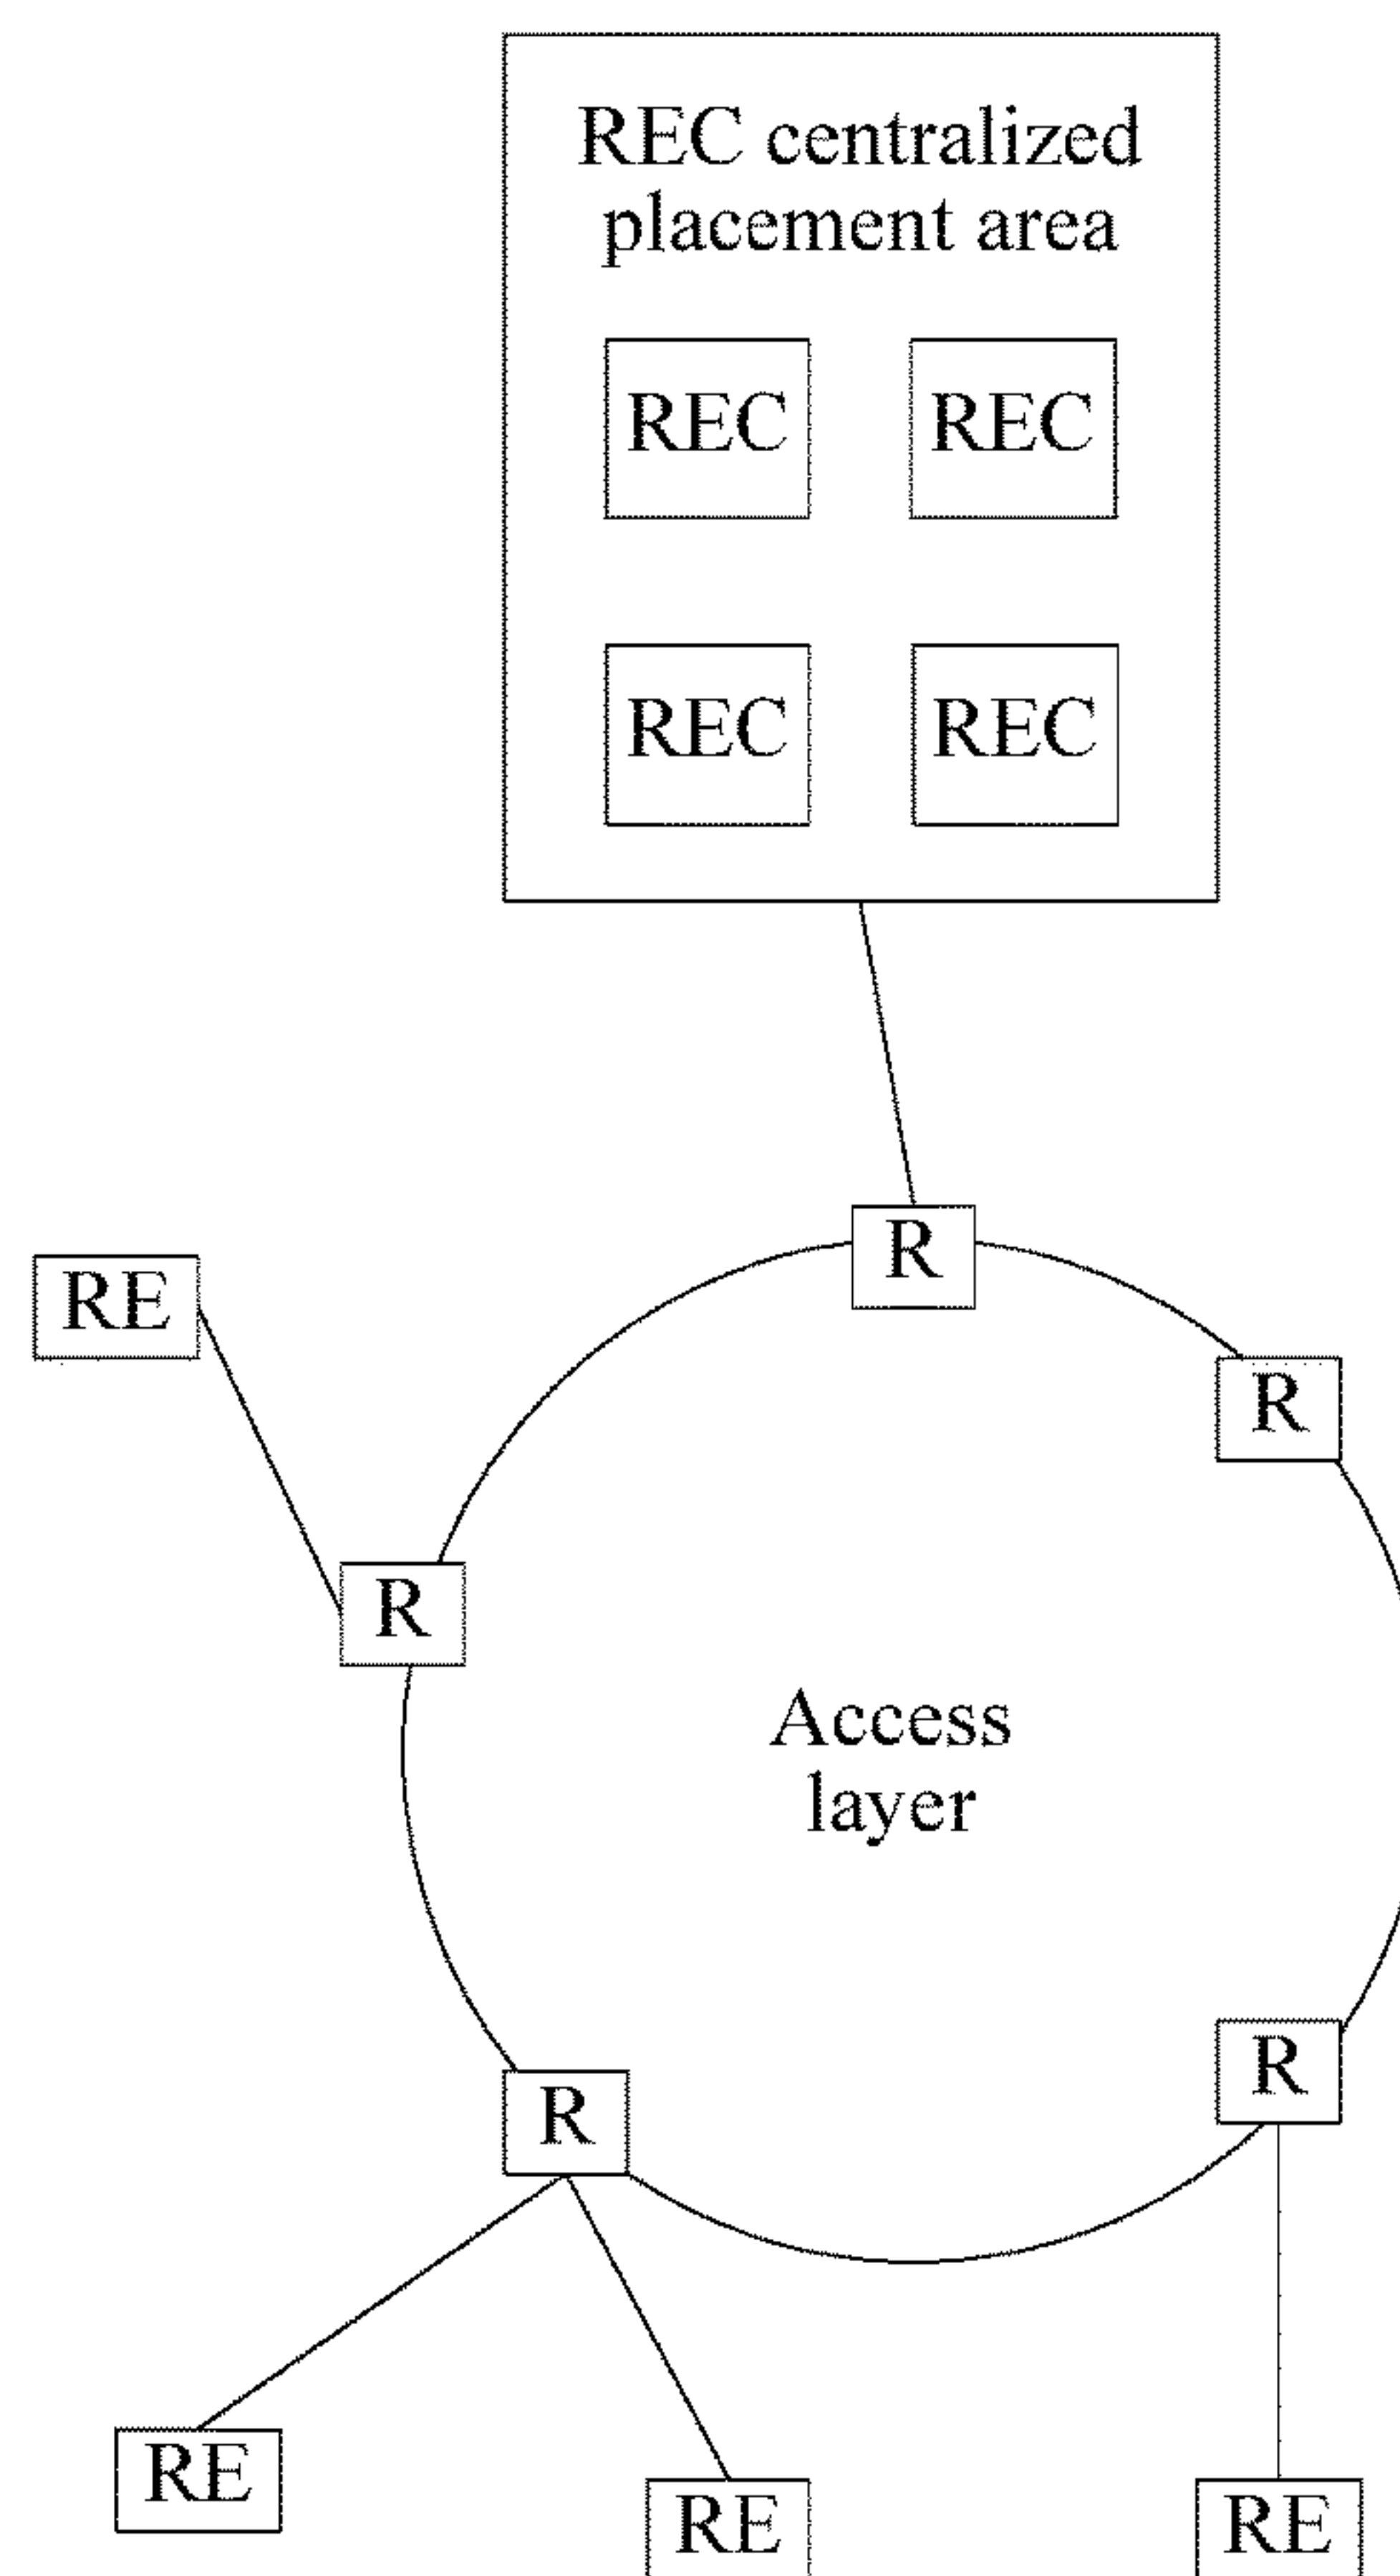 REC centralized
placement area
REC REC
REC REC
R
RE
R
R
Access
layer
R
R
RE
RE
RE